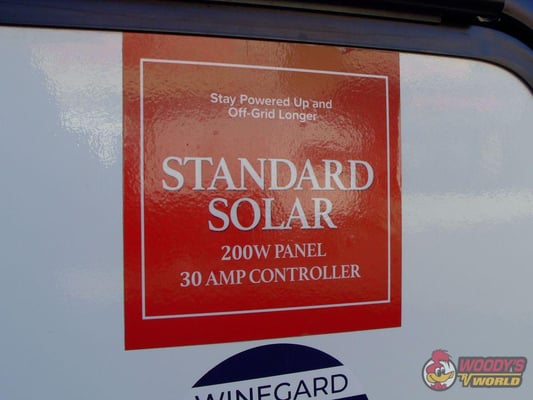 Stay Powered Up and
Off-Grid Longer
STANDARD
SOLAR
200W PANEL
30 AMP CONTROLLER
WINEGARD
WOODY'S
RV WORLD